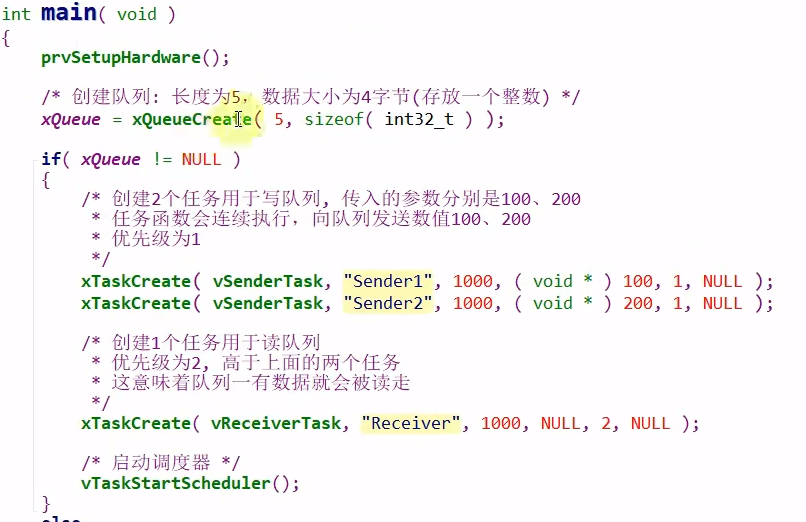 int main( void )
{
prvSetupHardware();
/* 创建队列: 长度为5, 数据大小为4字节(存放一个整数) */
xQueue = xQueueCreate( 5, sizeof( int32_t ) );
if( xQueue != NULL )
{
/* 创建2个任务用于写队列, 传入的参数分别是100、200
* 任务函数会连续执行，向队列发送数值100、200
* 优先级为1
*/
xTaskCreate( vSenderTask, "Sender1", 1000, ( void * ) 100, 1, NULL );
xTaskCreate( vSenderTask, "Sender2", 1000, ( void * ) 200, 1, NULL );
/* 创建1个任务用于读队列
* 优先级为2, 高于上面的两个任务
* 这意味着队列一有数据就会被读走
*/
xTaskCreate( vReceiverTask, "Receiver", 1000, NULL, 2, NULL );
/* 启动调度器 */
vTaskStartScheduler();
}
else